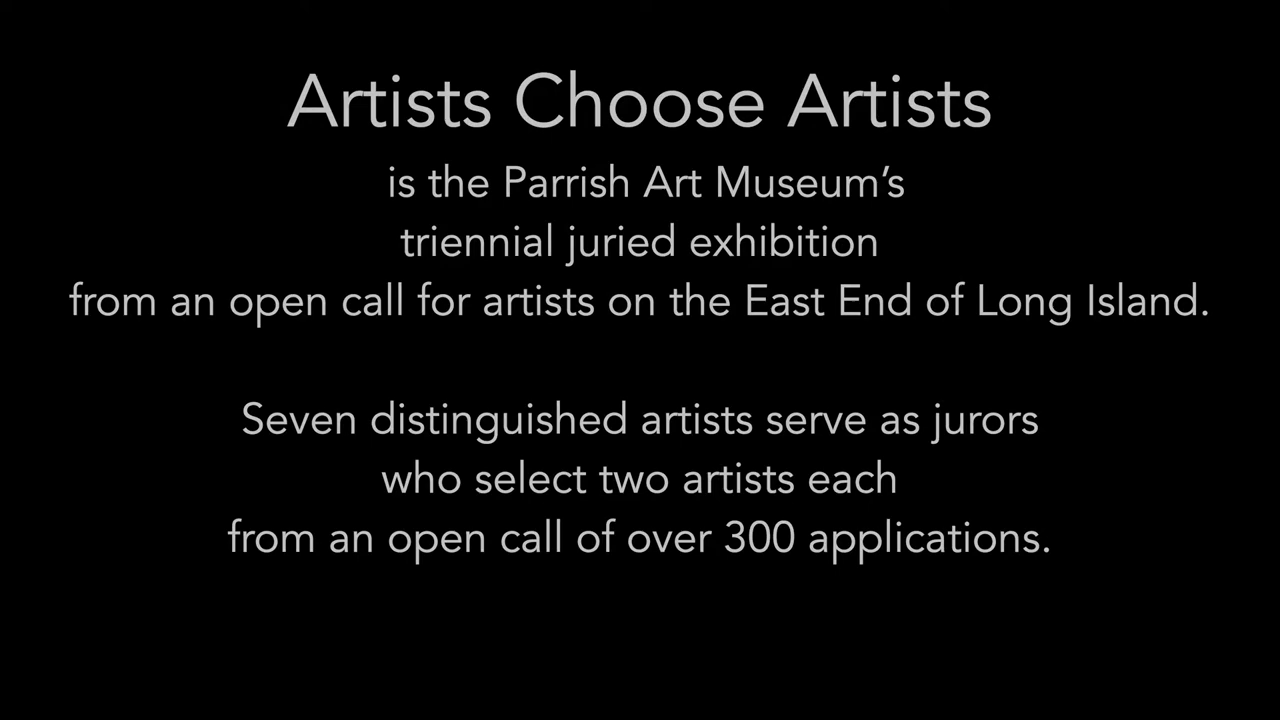 Artists Choose Artists
is the Parrish Art Museum’s
triennial juried exhibition
from an open call for artists on the East End of Long Island.
Seven distinguished artists serve as jurors
who select two artists each
from an open call of over 300 applications.